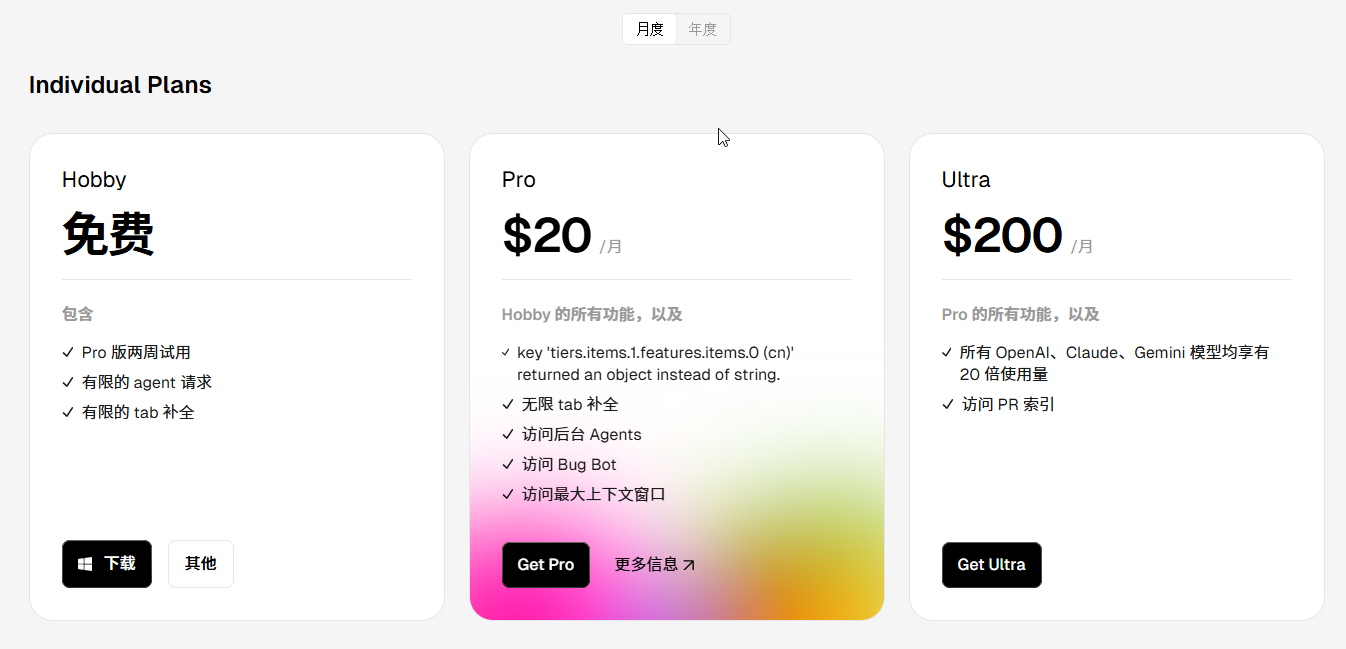 月度 年度
Individual Plans
Hobby
免费
包含
Pro 版两周试用
有限的 agent 请求
有限的 tab 补全
下载 其他
Pro
$20 /月
Hobby 的所有功能，以及
key 'tiers.items.1.features.items.0 (cn)'
returned an object instead of string.
无限 tab 补全
访问后台 Agents
访问 Bug Bot
访问最大上下文窗口
Get Pro 更多信息
Ultra
$200 /月
Pro 的所有功能，以及
所有 OpenAI、Claude、Gemini 模型均享有
20 倍使用量
访问 PR 索引
Get Ultra